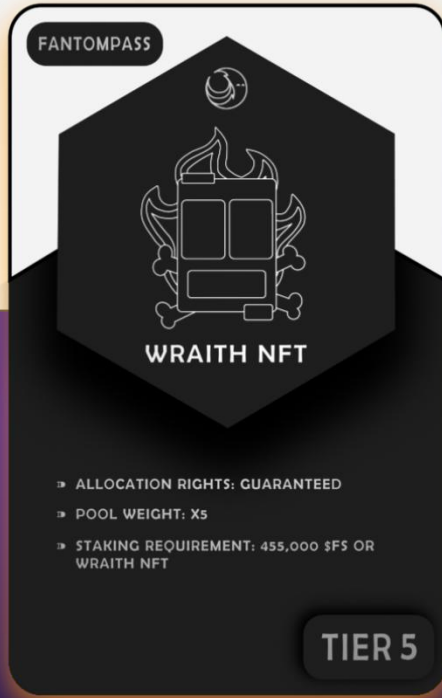 FANTOMPASS
WRAITH NFT
ALLOCATION RIGHTS: GUARANTEED
POOL WEIGHT: X5
STAKING REQUIREMENT: 455,000 $FS OR
WRAITH NFT
TIER 5